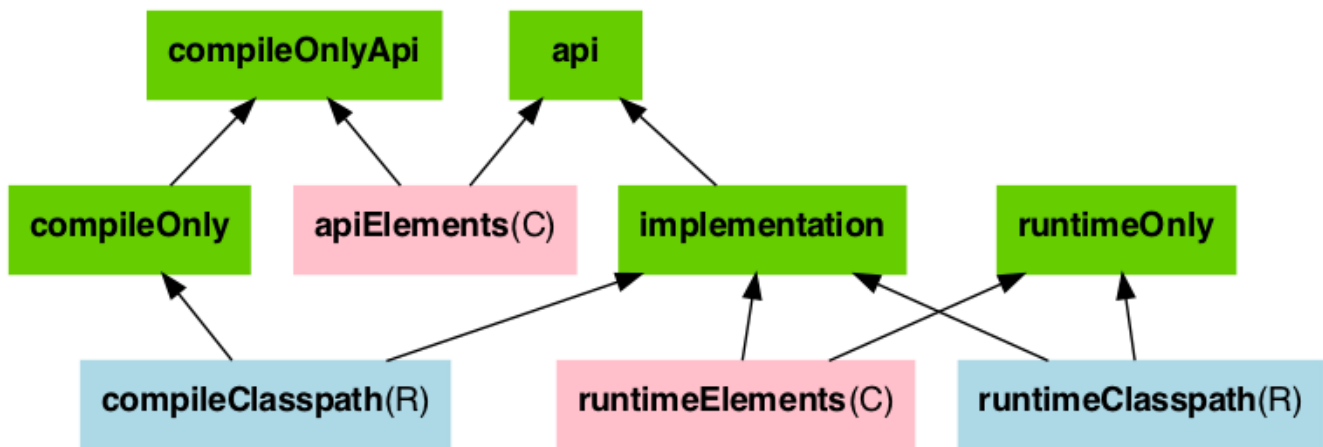 compileOnlyApi
api
compileOnly
apiElements(C)
implementation
runtimeOnly
compileClasspath(R)
runtimeElements(C)
runtimeClasspath(R)